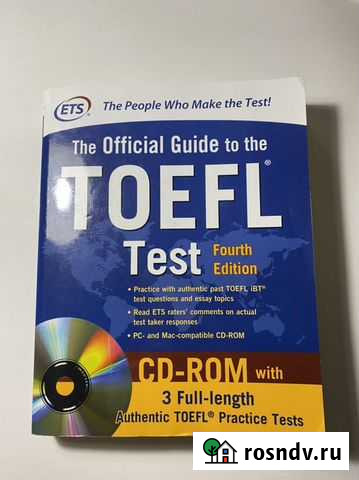 ETS
The People Who Make the Test!
The Official Guide to the
TOEFL®
Test
Fourth
Edition
• Practice with authentic past TOEFL iBT®
test questions and essay topics
• Read ETS raters' comments on actual
test taker responses
• PC- and Mac-compatible CD-ROM
CD-ROM with
3 Full-length
Authentic TOEFL® Practice Tests
rosndv.ru